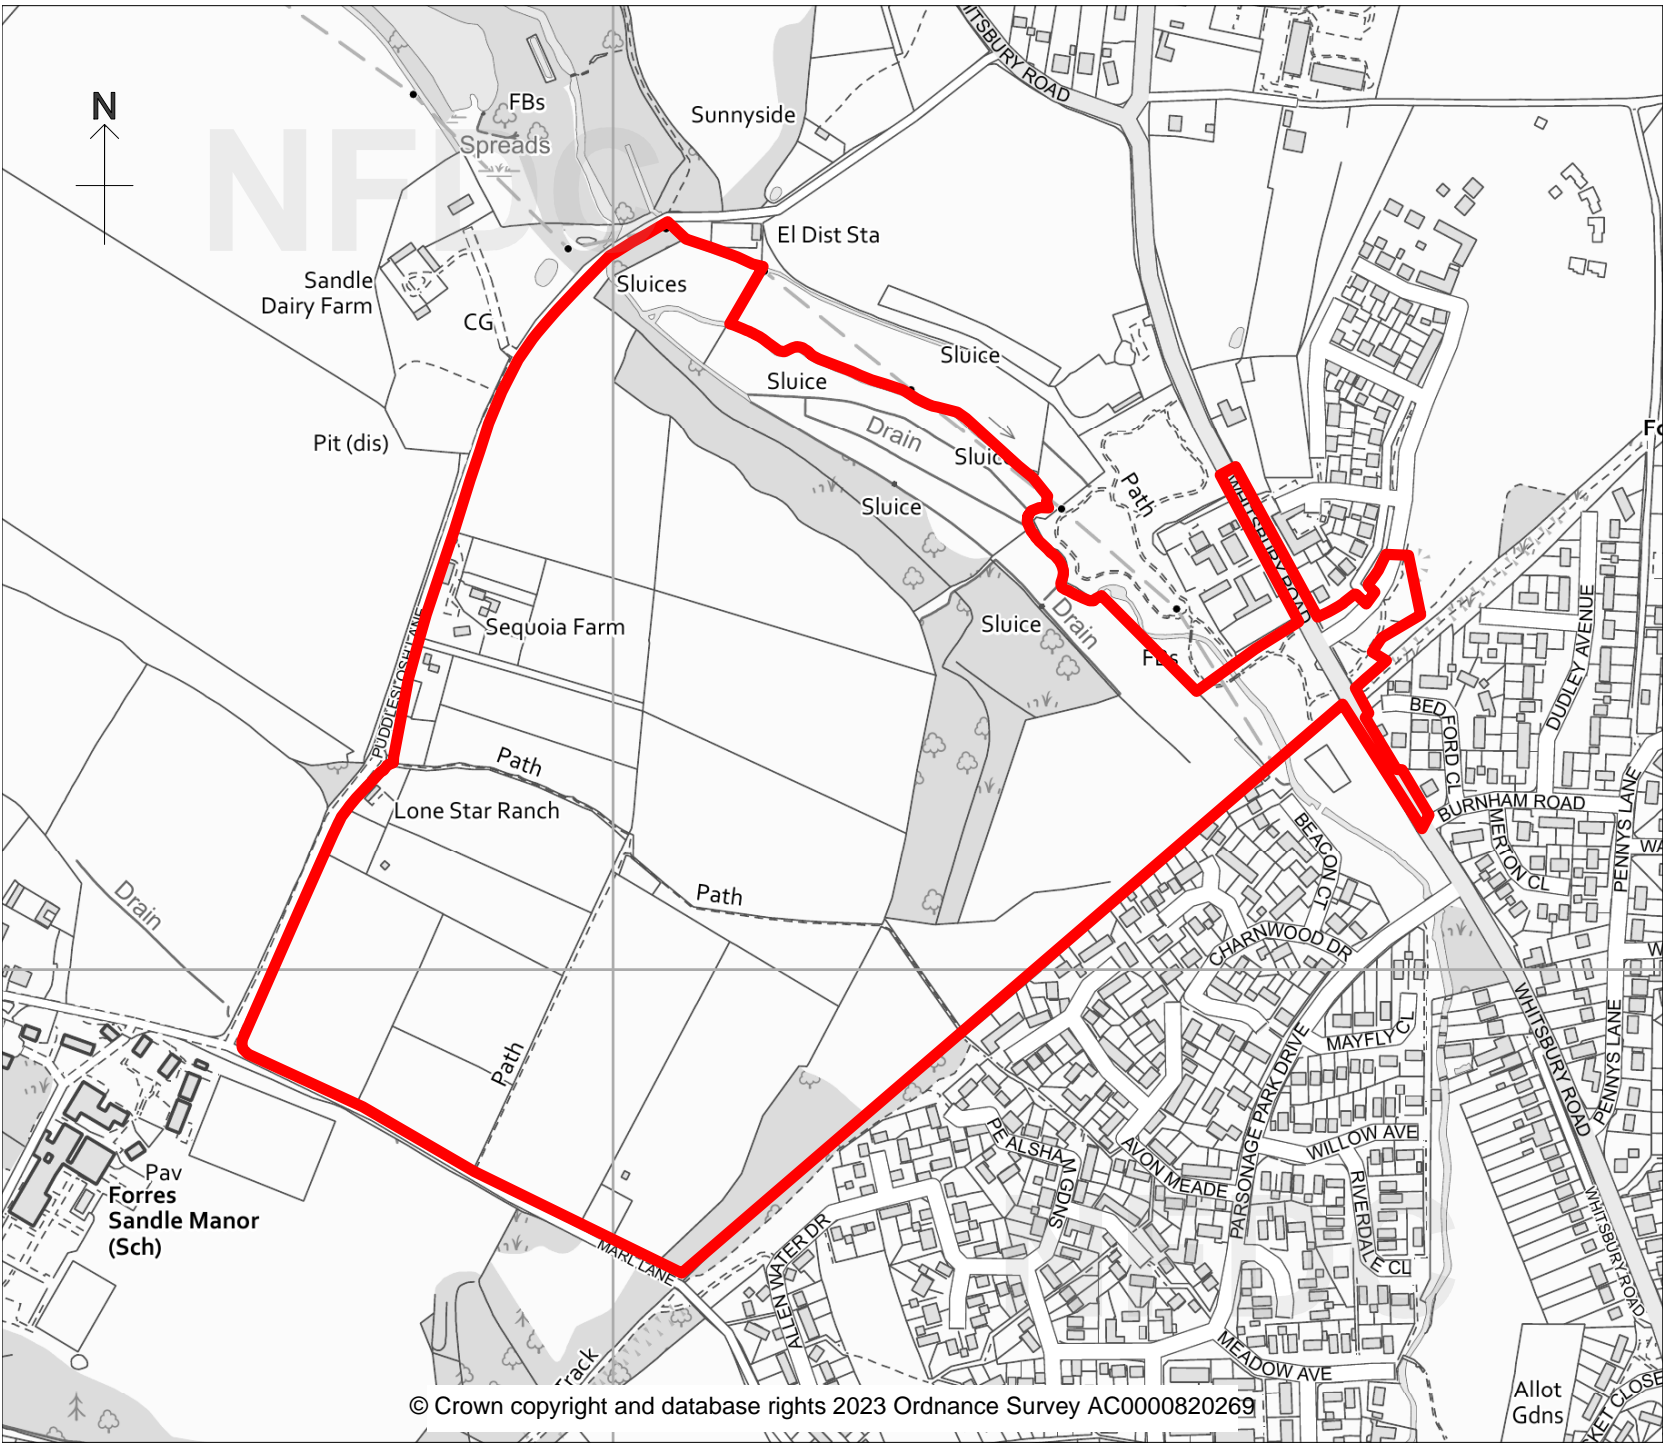 WHITSBURY ROAD
N
FBs
Sunnyside
Spreads
NFDC
El Dist Sta
Sandle
Dairy Farm
Sluices
CG
Sluice
Sluice
Drain
Pit (dis)
Sluice
Path
Sluice
WHITSBURY ROAD
Sequoia Farm
Sluice
Drain
DUDLEY AVENUE
PUDDLESLOSH LANE
FBs
BEDFORD CL
Path
Lone Star Ranch
BURNHAM ROAD
MERTON CL
PENNYS LANE
BEACON CT
Path
Drain
CHARNWOOD DR
WHITSBURY ROAD
PENNYS LANE
MAYFLY CL
Path
PARSONAGE PARK DRIVE
PEALSHAM GDNS
AVON MEADE
WILLOW AVE
RIVERDALE CL
Pav
Forres
Sandle Manor
(Sch)
WHITSBURY ROAD
MARL LANE
ALLEN WATER DR
MEADOW AVE
Track
Allot
Gdns
KET CLOSE
© Crown copyright and database rights 2023 Ordnance Survey AC0000820269